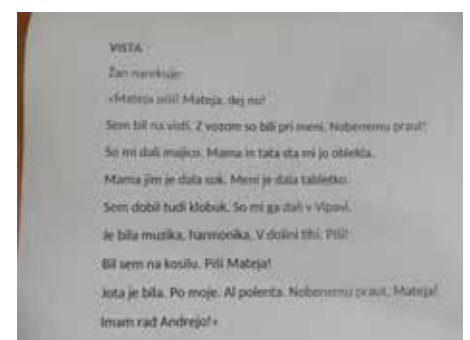 VISTA
Žan narekuje:
»Mateja piši! Mateja, dej no!
Sem bil na visti. Z vozom so bili pri meni. Nobenemu praut!
So mi dali majico. Mama in tata sta mi jo oblekla.
Mama jim je dala sok. Meni je dala tabletko.
Sem dobil tudi klobuk. So mi ga dali v Vipavi.
Je bila muzika, harmonika. V dolini tihi. Piši!
Bil sem na kosilu. Piši Mateja!
Jota je bila. Po moje. Al polenta. Nobenemu praut, Mateja!
Imam rad Andrejo!«